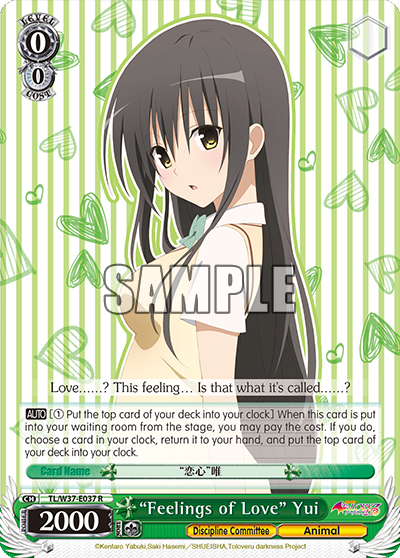 LEVEL
0
0
COST
SAMPLE
Love……? This feeling… Is that what it's called……?
AUTO [① Put the top card of your deck into your clock] When this card is put
into your waiting room from the stage, you may pay the cost. If you do,
choose a card in your clock, return it to your hand, and put the top card of
your deck into your clock.
Card Name
“恋心”唯
CH
TL/W37-E037 R
POWER
2000
“Feelings of Love” Yui
Discipline Committee
Animal
©Kentaro Yabuki,Saki Hasemi／SHUEISHA,Toloveru darkness Project